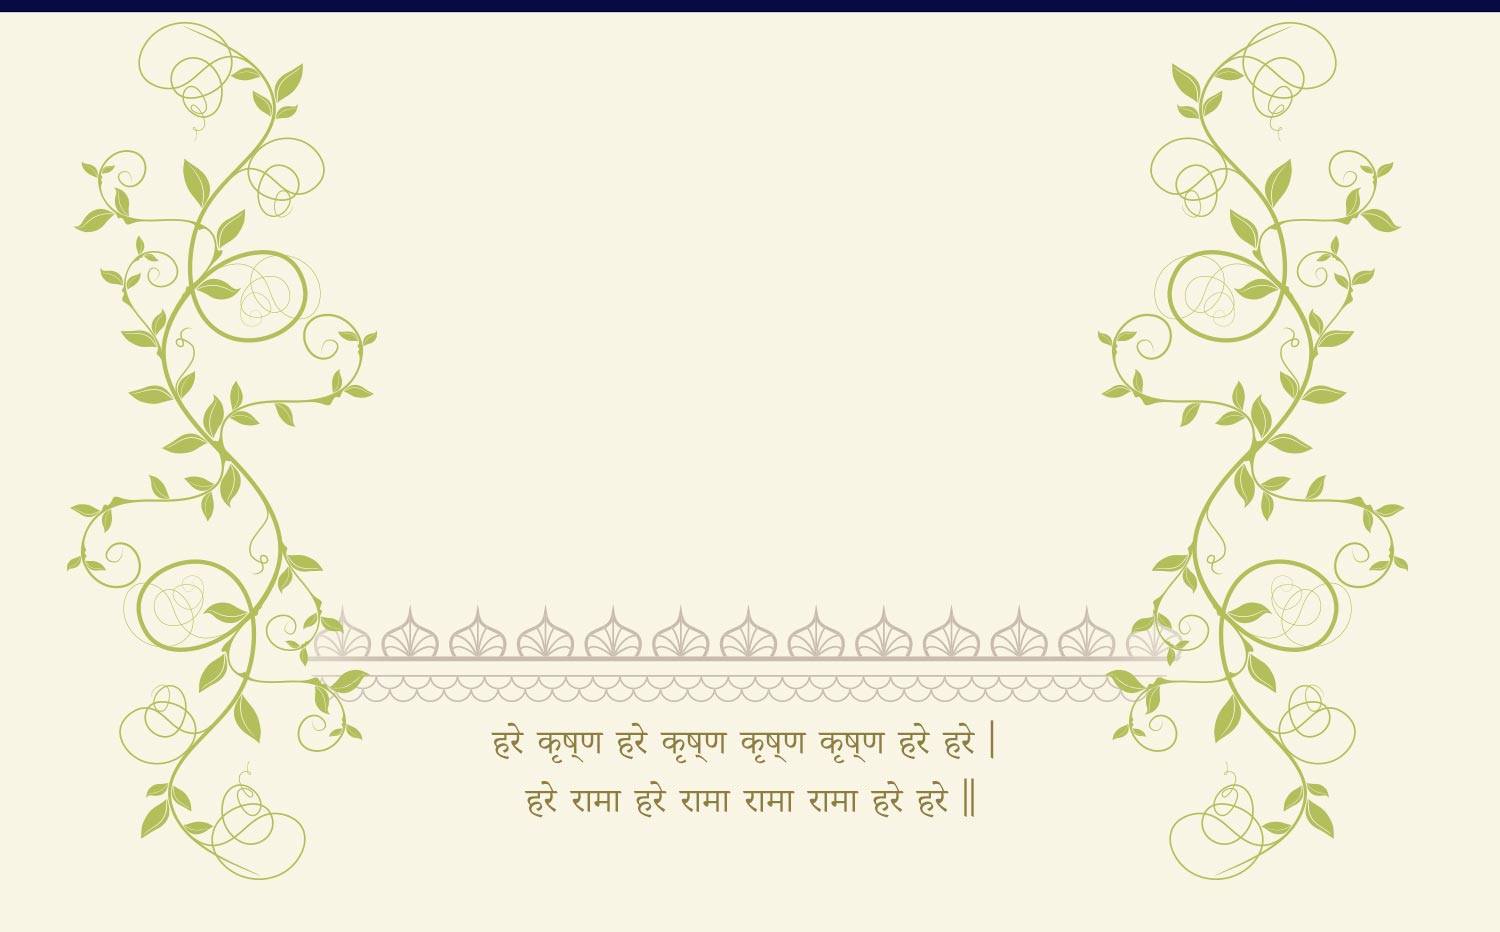 हरे कृष्ण हरे कृष्ण कृष्ण कृष्ण हरे हरे |
हरे रामा हरे रामा रामा रामा हरे हरे ||